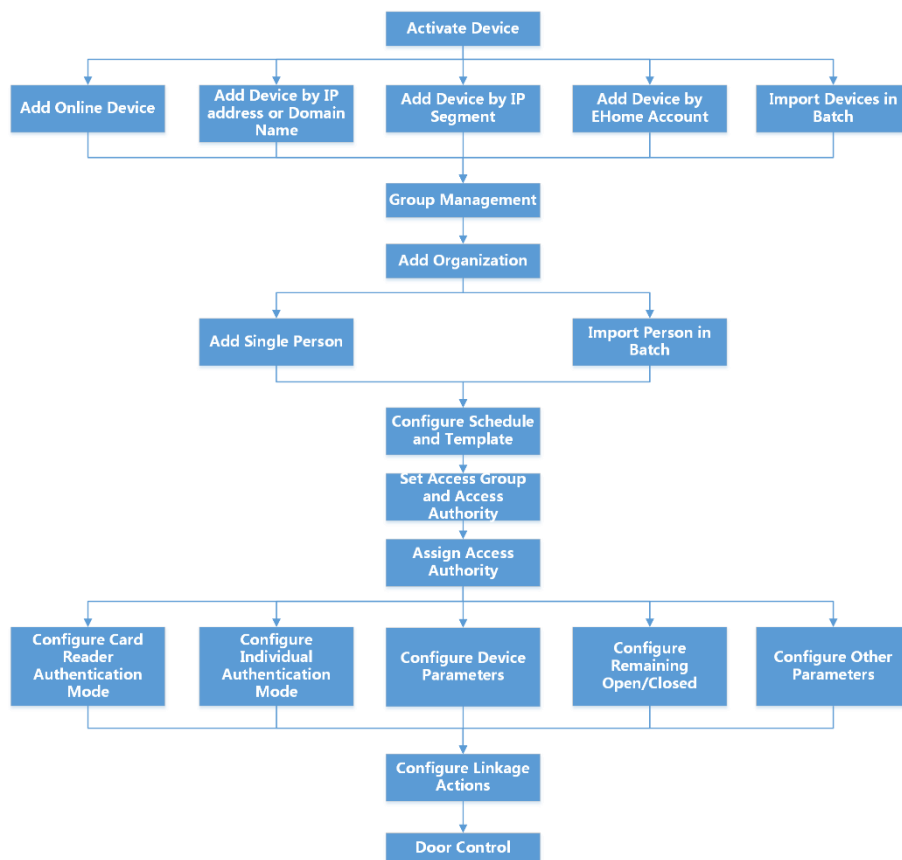 Activate Device
Add Online Device
Add Device by IP
address or Domain
Name
Add Device by IP
Segment
Add Device by
EHome Account
Import Devices in
Batch
Group Management
Add Organization
Add Single Person
Import Person in
Batch
Configure Schedule
and Template
Set Access Group
and Access
Authority
Assign Access
Authority
Configure Card
Reader
Authentication
Mode
Configure
Individual
Authentication
Mode
Configure Device
Parameters
Configure
Remaining
Open/Closed
Configure Other
Parameters
Configure Linkage
Actions
Door Control